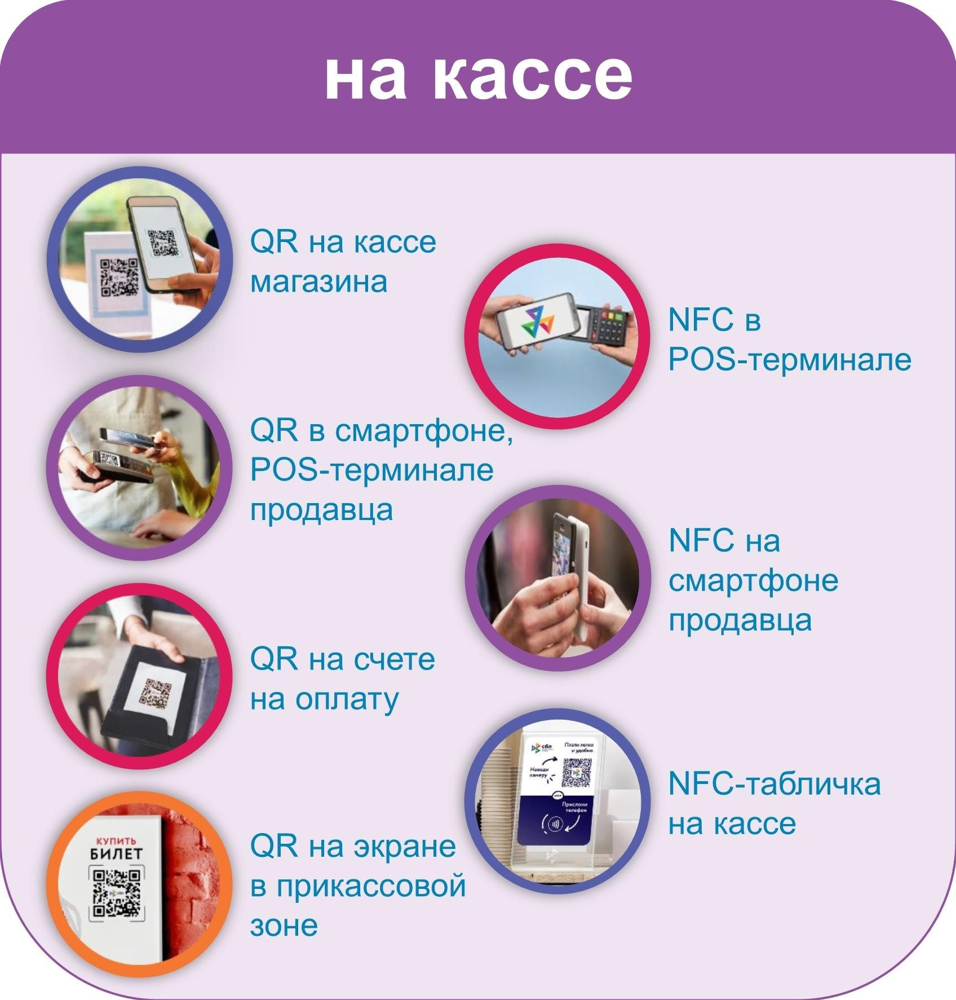 на кассе
QR на кассе
магазина
QR в смартфоне,
POS-терминале
продавца
QR на счете
на оплату
КУПИТЬ
БИЛЕТ
сбп
QR на экране
в прикассовой
зоне
NFC в
POS-терминале
NFC на
смартфоне
продавца
сбп
Плати легко
и удобно
Наведи
камеру
или
Прислони
телефон
NFC-табличка
на кассе